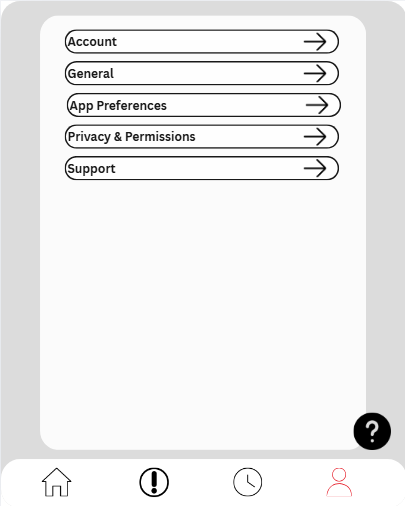 Account
General
App Preferences
Privacy & Permissions
Support
?